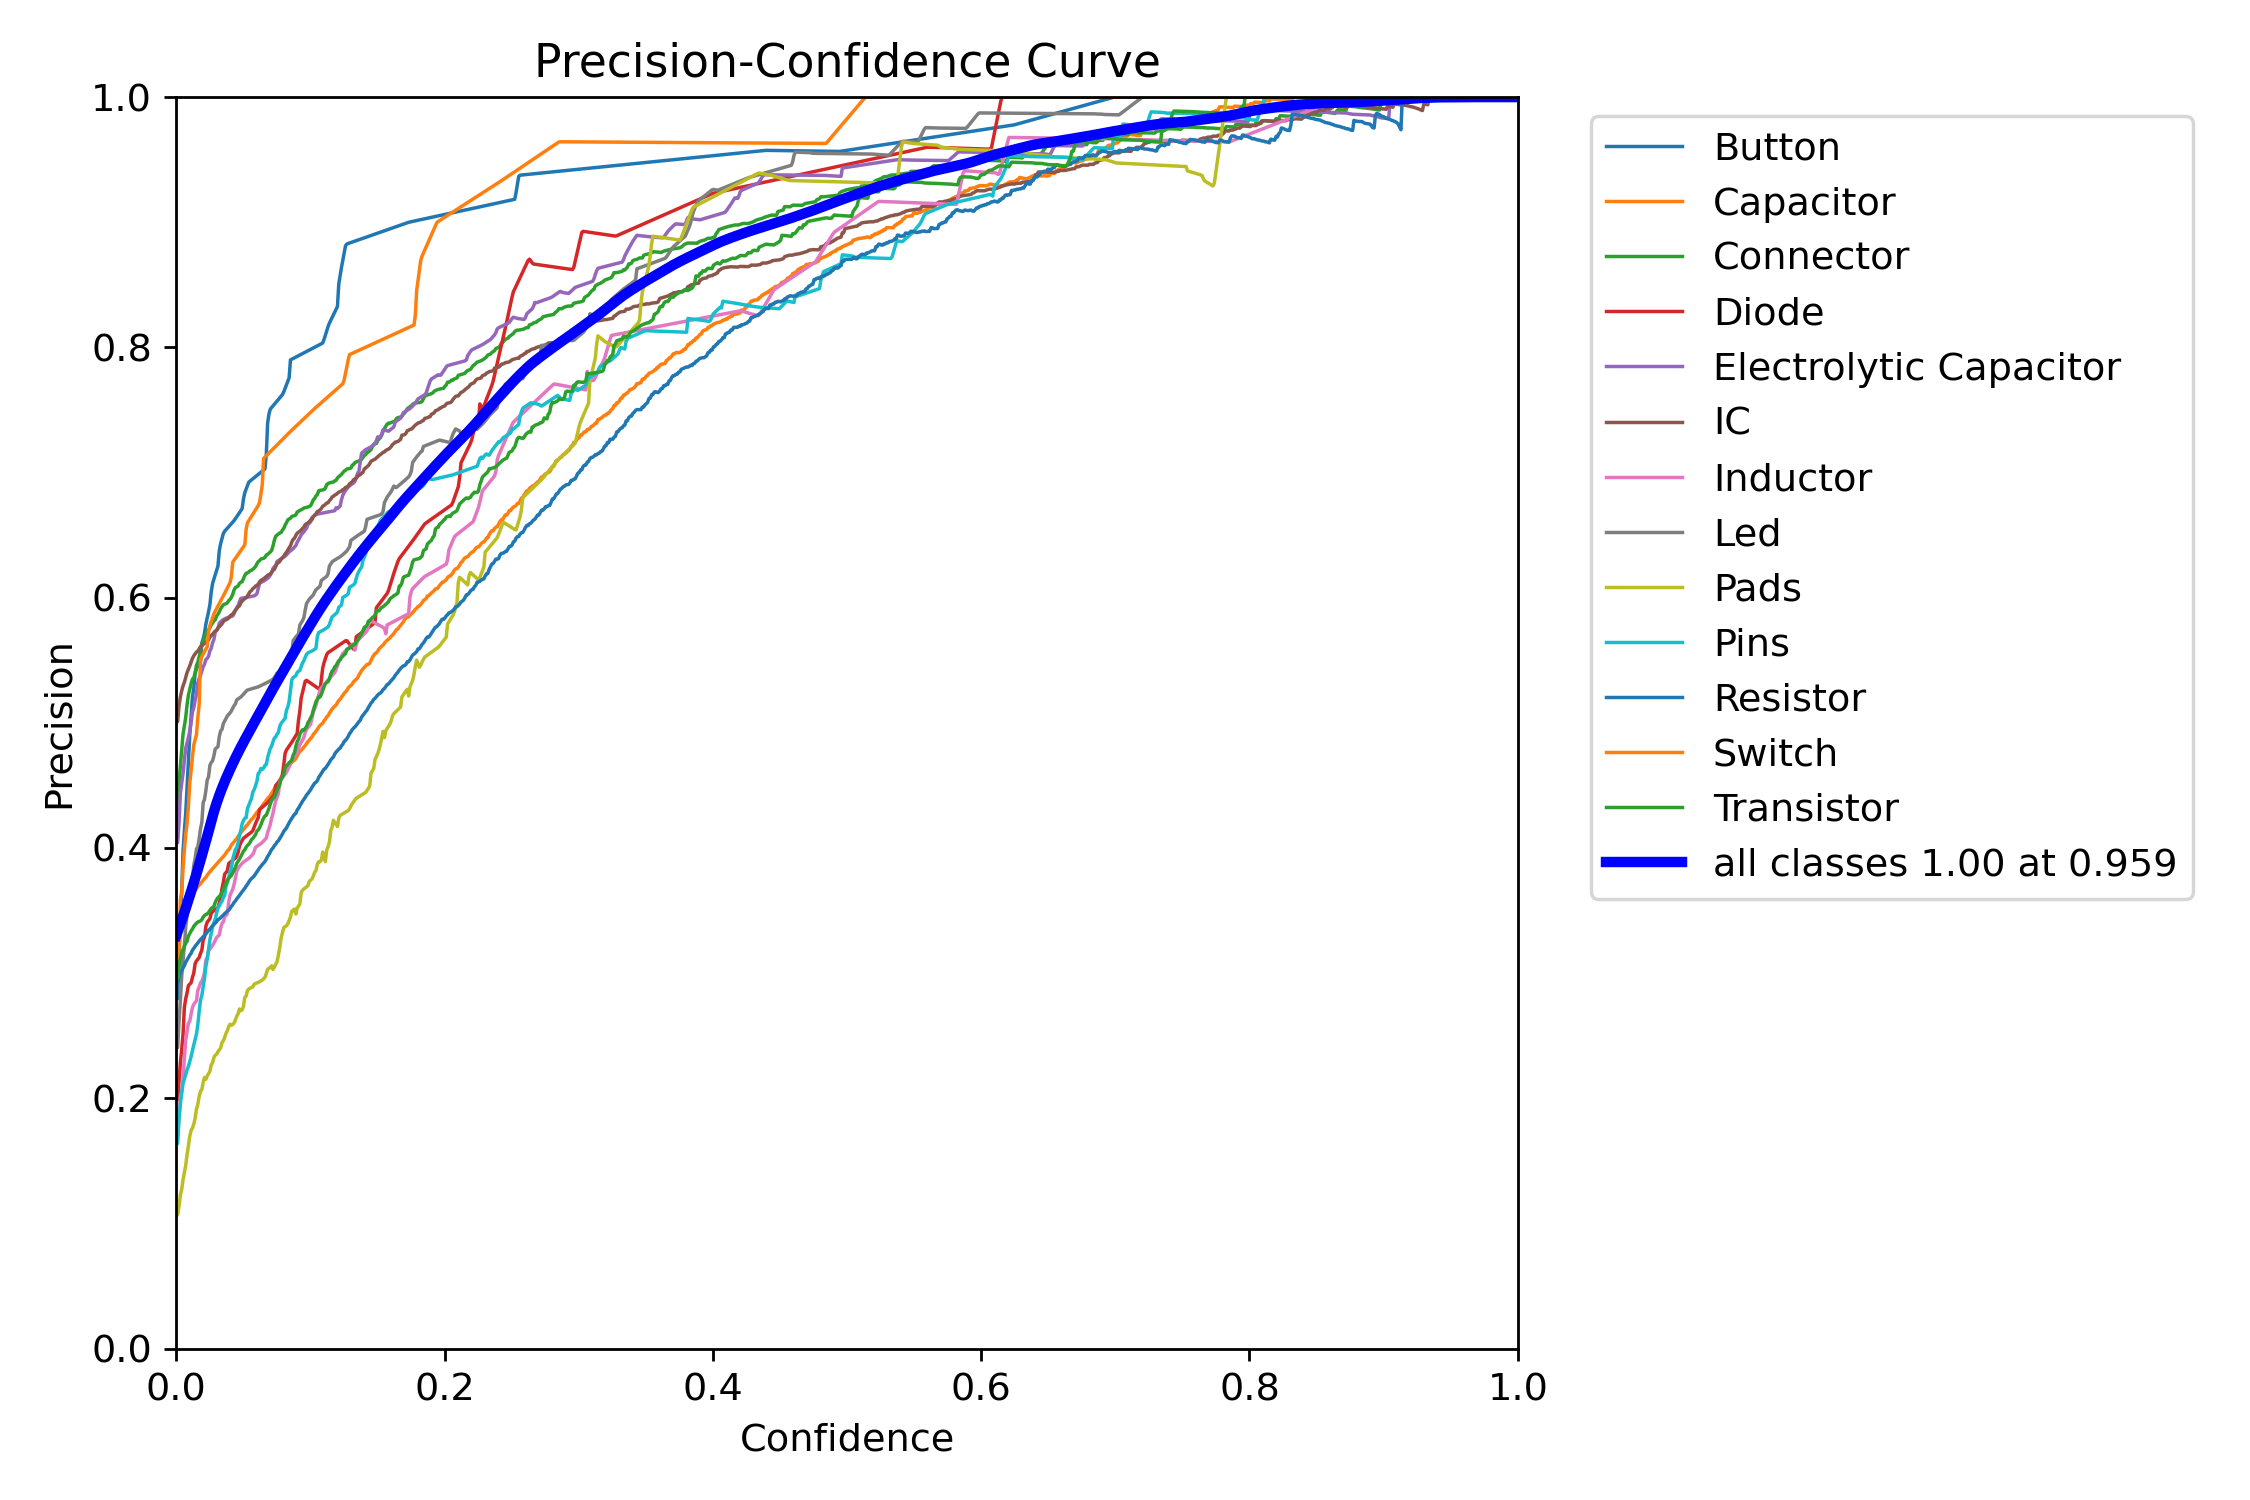 Precision-Confidence Curve
1.0
0.8
0.6
0.4
0.2
0.0
Precision
0.0 0.2 0.4 0.6 0.8 1.0
Confidence
Button
Capacitor
Connector
Diode
Electrolytic Capacitor
IC
Inductor
Led
Pads
Pins
Resistor
Switch
Transistor
all classes 1.00 at 0.959